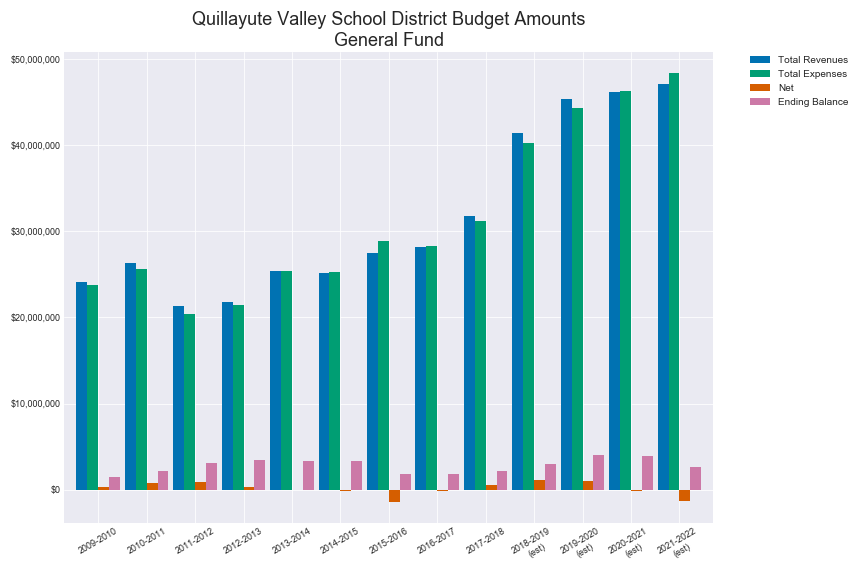 Quillayute Valley School District Budget Amounts
General Fund
Total Revenues
Total Expenses
Net
Ending Balance
$50,000,000
$40,000,000
$30,000,000
$20,000,000
$10,000,000
$0
2009-2010
2010-2011
2011-2012
2012-2013
2013-2014
2014-2015
2015-2016
2016-2017
2017-2018
2018-2019
(est)
2019-2020
(est)
2020-2021
(est)
2021-2022
(est)